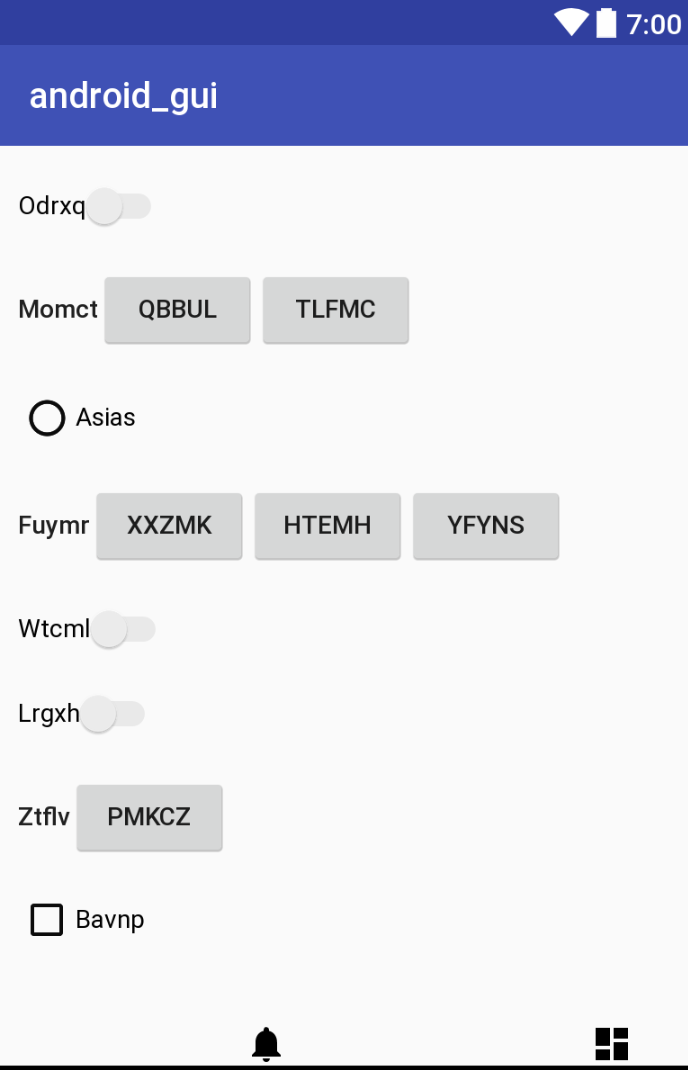 7:00
android_gui
Odrxq
Momct QBBUL TLFMC
Asias
Fuymr XXZMK HTEMH YFYNS
Wtcml
Lrgxh
Ztflv PMKCZ
Bavnp